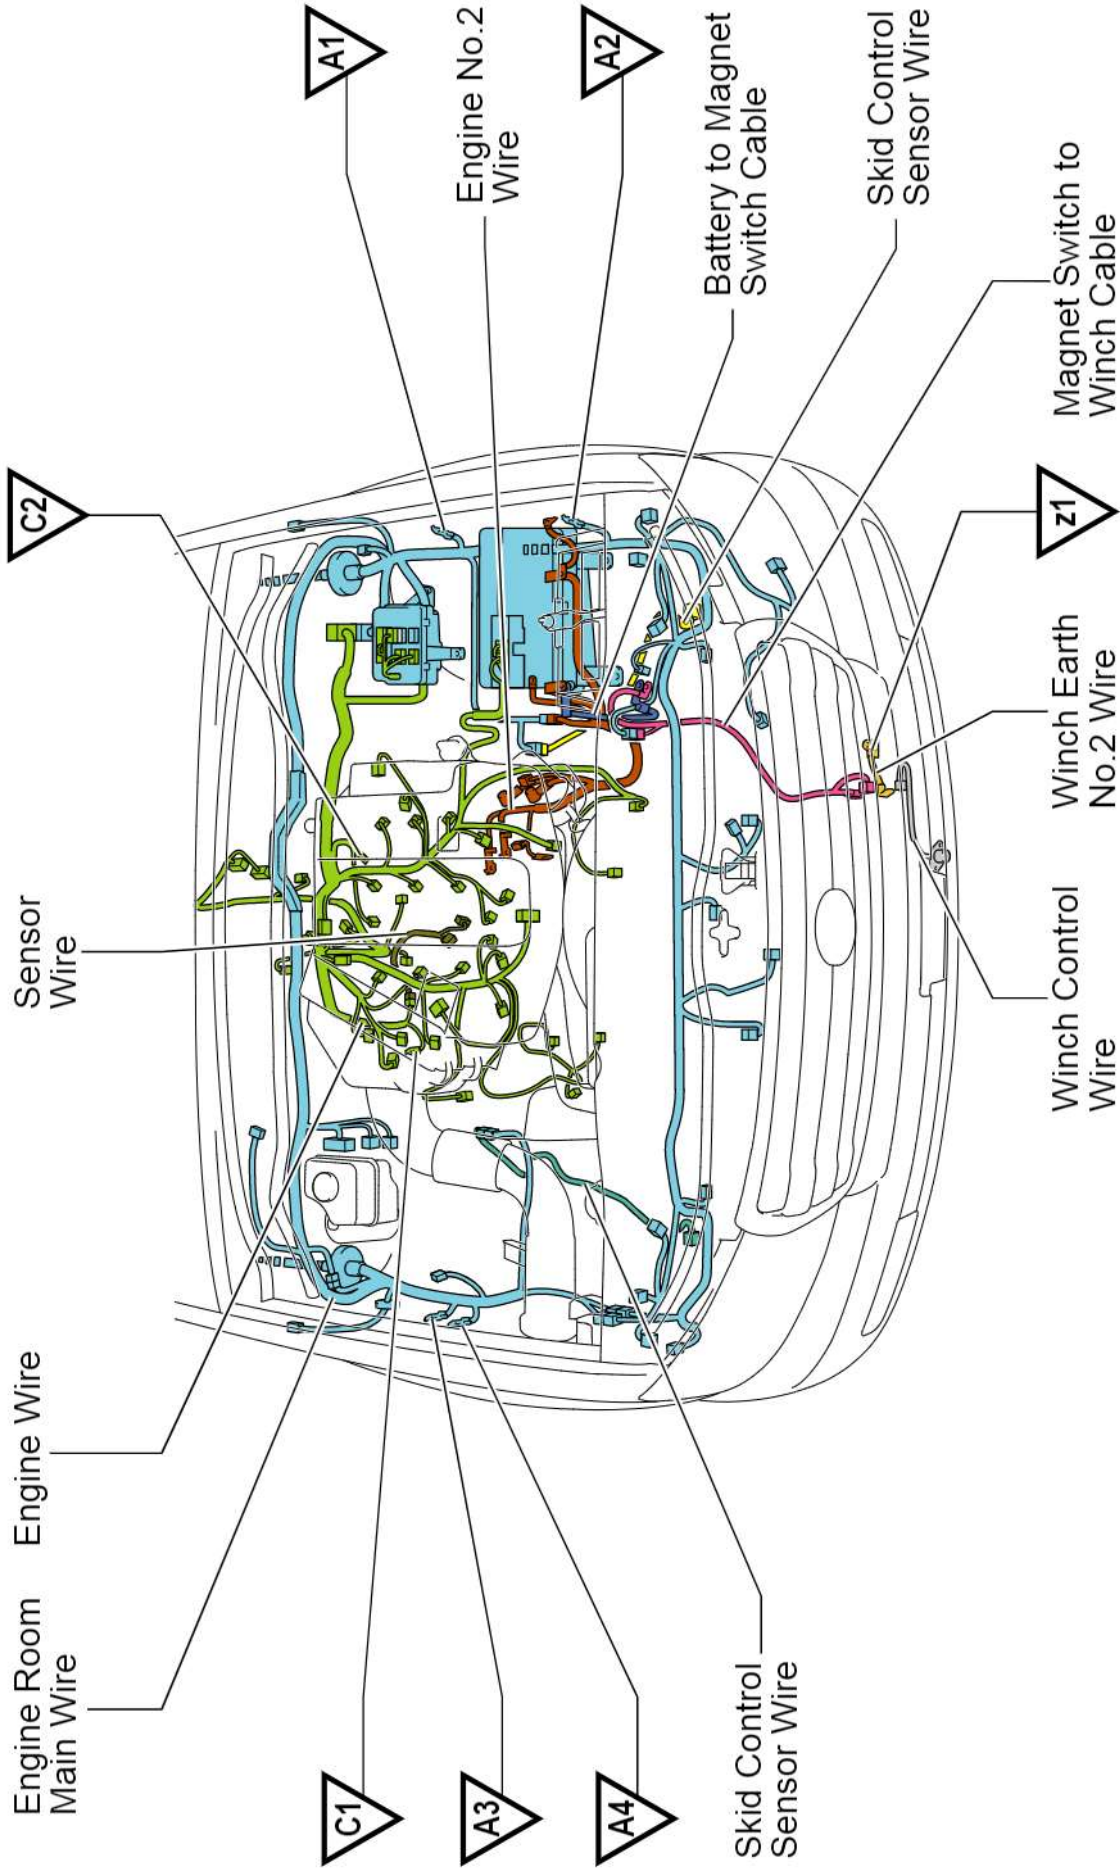 Engine Room
Main Wire
Engine Wire
Sensor
Wire
C2
C1
A3
A4
A1
Engine No.2
Wire
A2
Battery to Magnet
Switch Cable
Skid Control
Sensor Wire
Skid Control
Sensor Wire
Winch Control
Wire
Winch Earth
No.2 Wire
z1
Magnet Switch to
Winch Cable